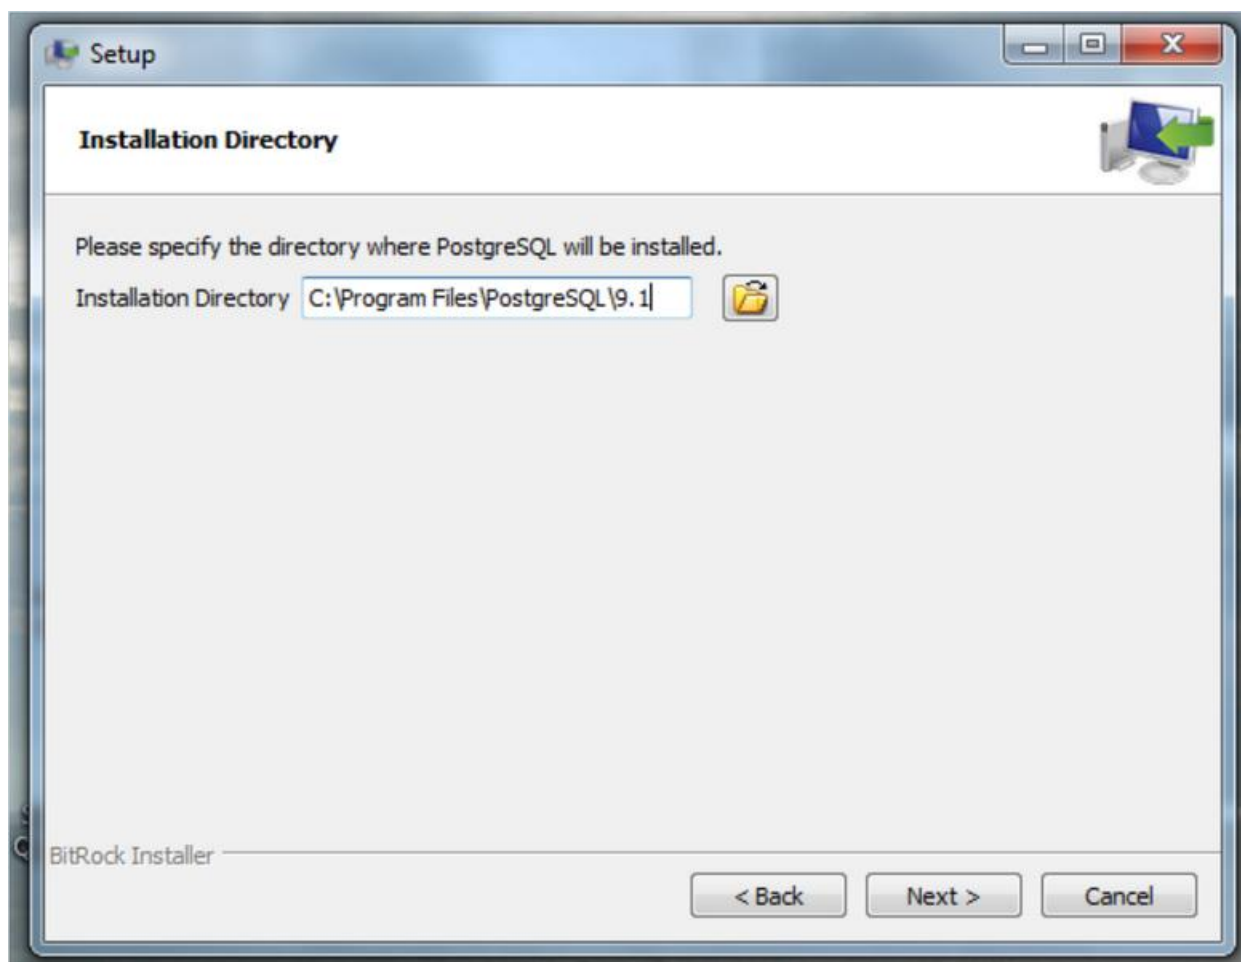 Setup
Installation Directory
Please specify the directory where PostgreSQL will be installed.
Installation Directory C:\Program Files\PostgreSQL\9.1
BitRock Installer
< Back Next > Cancel